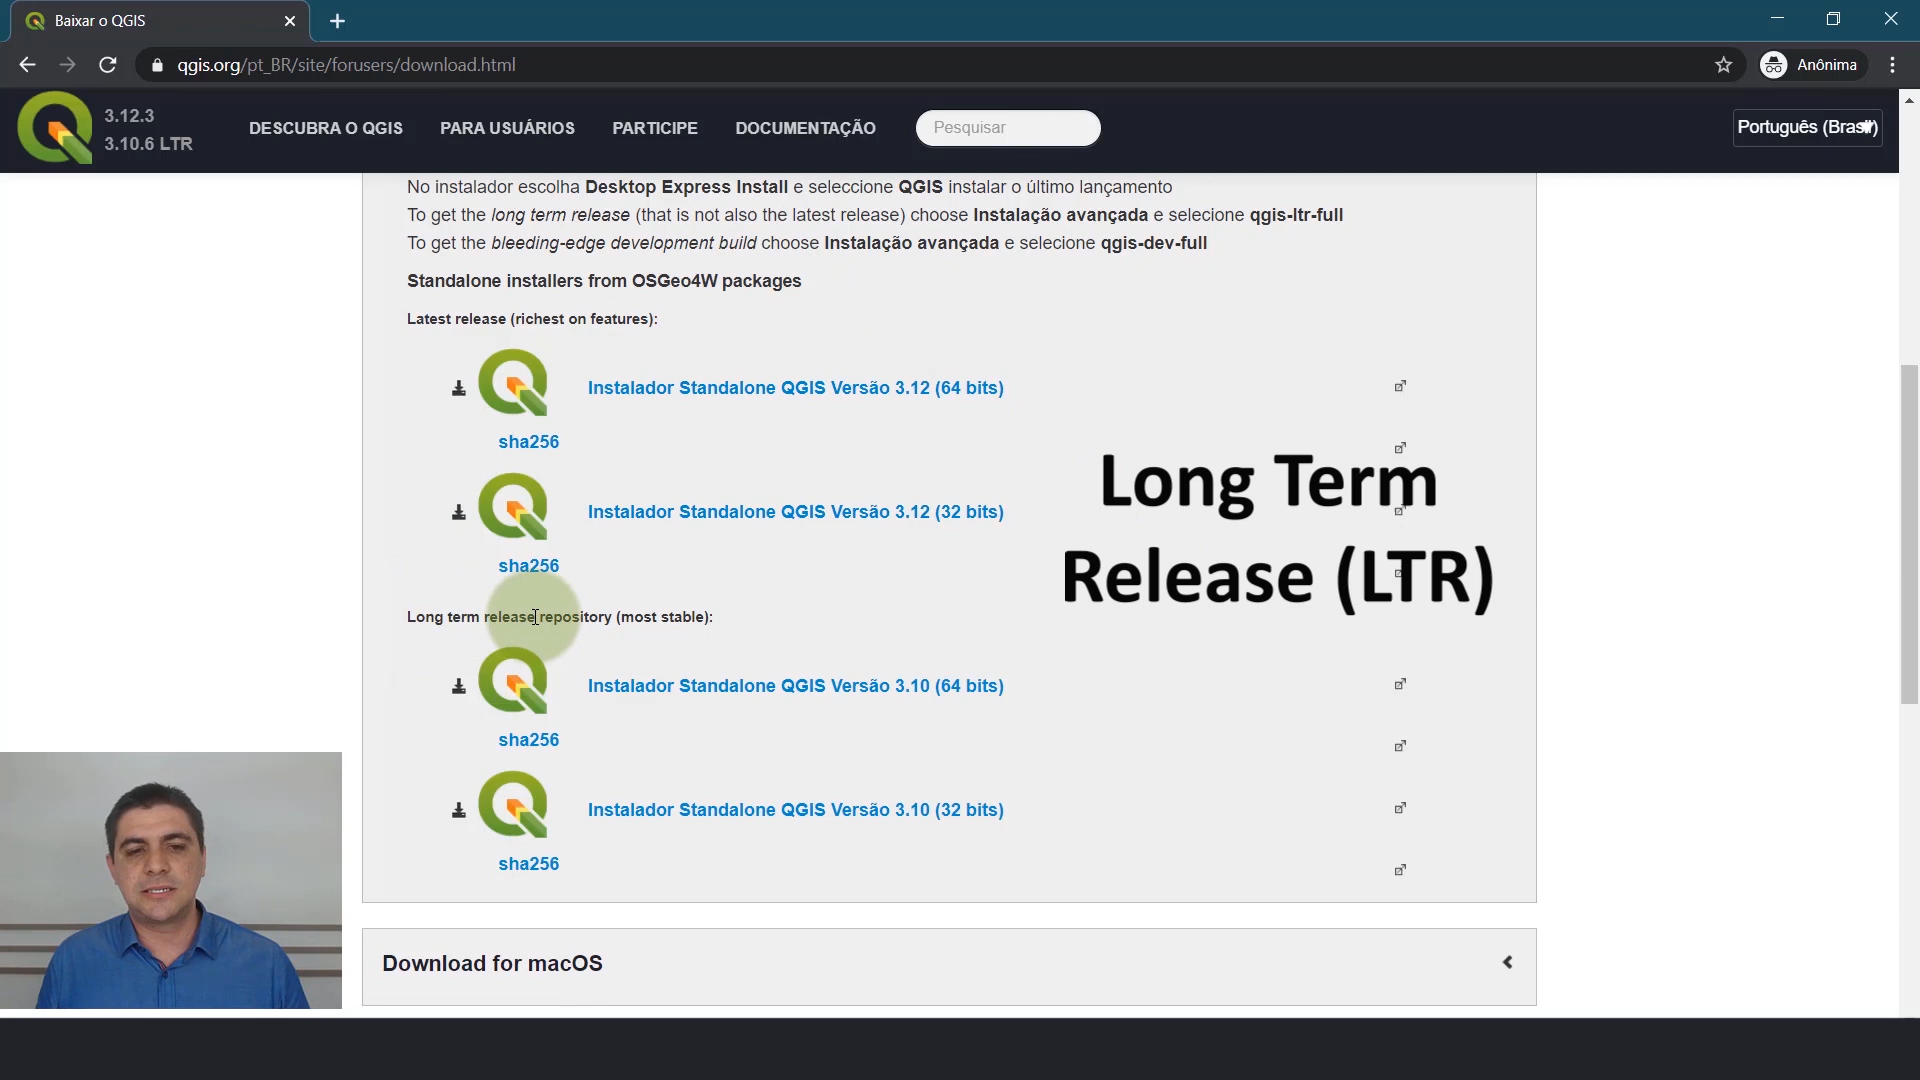 Baixar o QGIS
qgis.org/pt_BR/site/forusers/download.html
Anônima
3.12.3
3.10.6 LTR
DESCUBRA O QGIS
PARA USUÁRIOS
PARTICIPE
DOCUMENTAÇÃO
Pesquisar
Português (Brasil)
No instalador escolha Desktop Express Install e seleccione QGIS instalar o último lançamento
To get the long term release (that is not also the latest release) choose Instalação avançada e selecione qgis-ltr-full
To get the bleeding-edge development build choose Instalação avançada e selecione qgis-dev-full
Standalone installers from OSGeo4W packages
Latest release (richest on features):
Instalador Standalone QGIS Versão 3.12 (64 bits)
sha256
Instalador Standalone QGIS Versão 3.12 (32 bits)
sha256
Long Term
Release (LTR)
Long term release repository (most stable):
Instalador Standalone QGIS Versão 3.10 (64 bits)
sha256
Instalador Standalone QGIS Versão 3.10 (32 bits)
sha256
Download for macOS